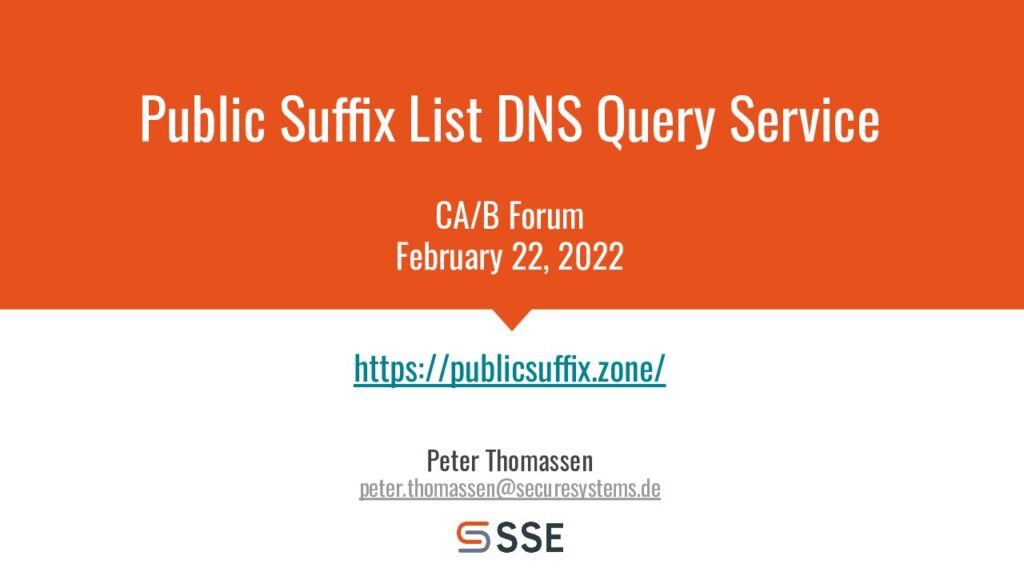 Public Suffix List DNS Query Service
CA/B Forum
February 22, 2022
https://publicsuffix.zone/
Peter Thomassen
peter.thomassen@securesystems.de
SSE